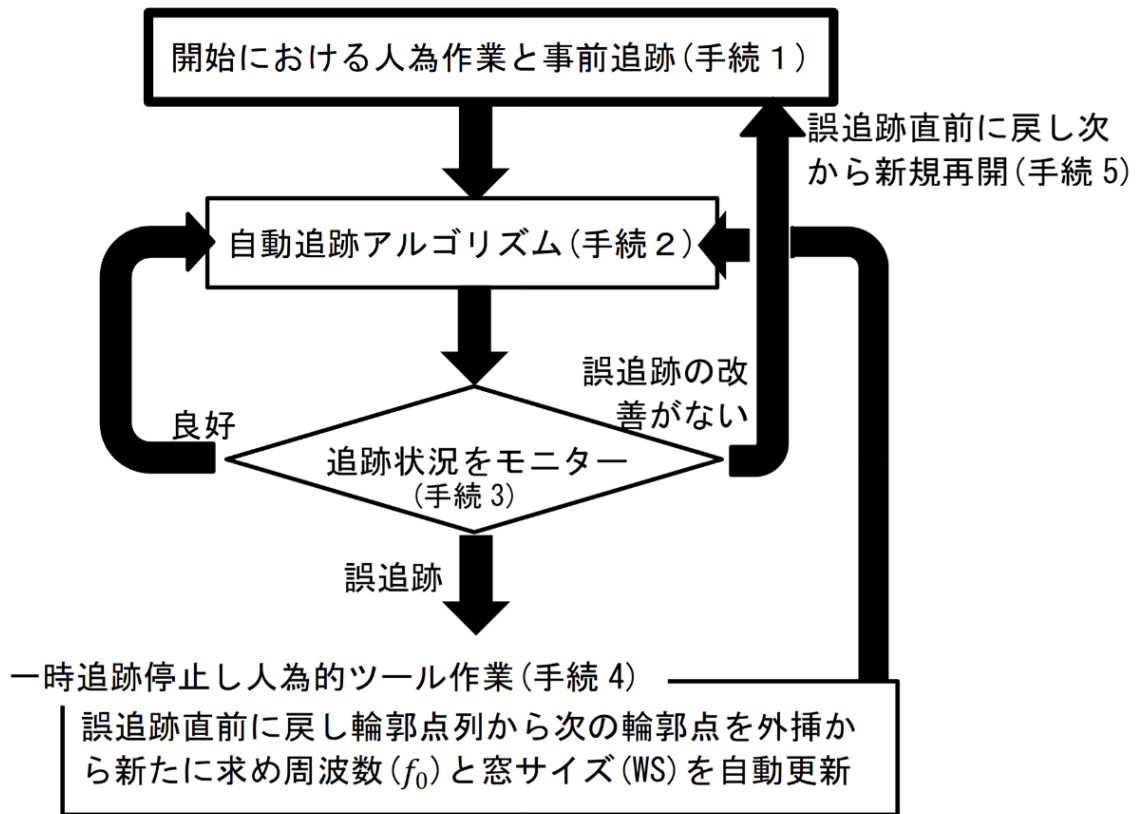 開始における人為作業と事前追跡(手続１)
誤追跡直前に戻し次
から新規再開(手続5)
自動追跡アルゴリズム(手続２)
誤追跡の改
善がない
良好
追跡状況をモニター
(手続3)
誤追跡
一時追跡停止し人為的ツール作業(手続4)
誤追跡直前に戻し輪郭点列から次の輪郭点を外挿か
ら新たに求め周波数(f₀)と窓サイズ(WS)を自動更新